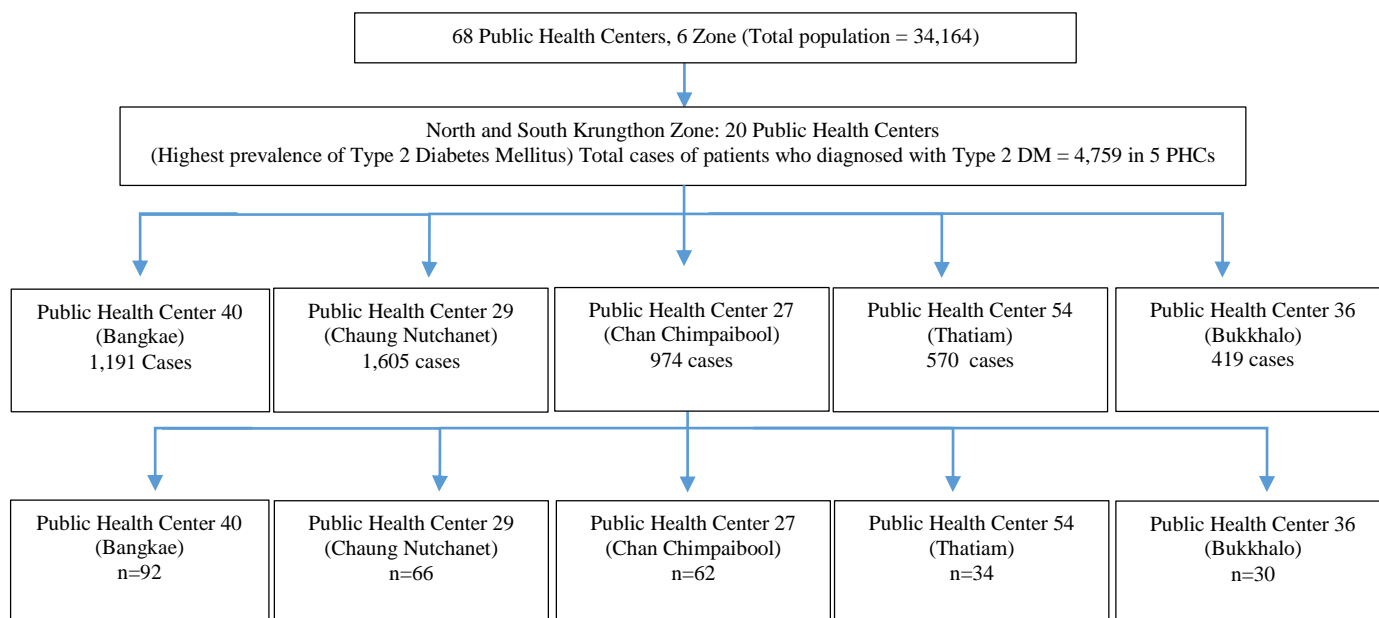 68 Public Health Centers, 6 Zone (Total population = 34,164)
North and South Krungthon Zone: 20 Public Health Centers
(Highest prevalence of Type 2 Diabetes Mellitus) Total cases of patients who diagnosed with Type 2 DM = 4,759 in 5 PHCs
Public Health Center 40
(Bangkae)
1,191 Cases
Public Health Center 29
(Chaung Nutchanet)
1,605 cases
Public Health Center 27
(Chan Chimpaibool)
974 cases
Public Health Center 54
(Thatiam)
570 cases
Public Health Center 36
(Bukkhalo)
419 cases
Public Health Center 40
(Bangkae)
n=92
Public Health Center 29
(Chaung Nutchanet)
n=66
Public Health Center 27
(Chan Chimpaibool)
n=62
Public Health Center 54
(Thatiam)
n=34
Public Health Center 36
(Bukkhalo)
n=30